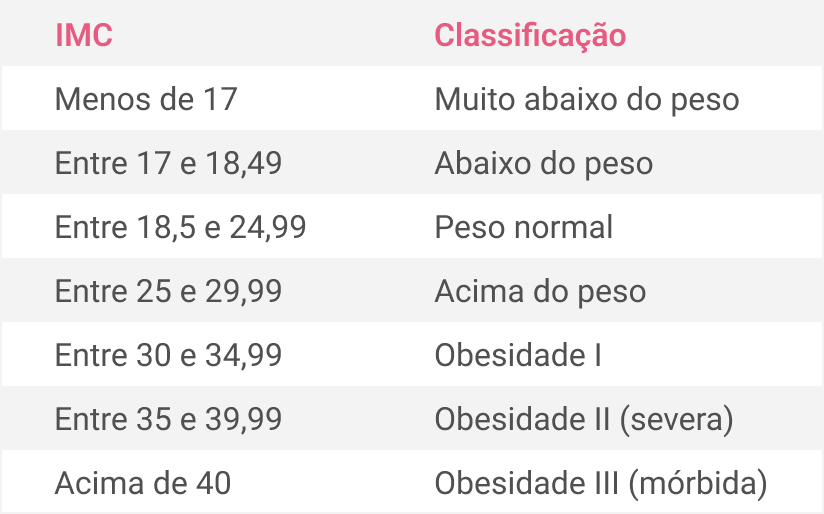 IMC Classificação
Menos de 17 Muito abaixo do peso
Entre 17 e 18,49 Abaixo do peso
Entre 18,5 e 24,99 Peso normal
Entre 25 e 29,99 Acima do peso
Entre 30 e 34,99 Obesidade I
Entre 35 e 39,99 Obesidade II (severa)
Acima de 40 Obesidade III (mórbida)